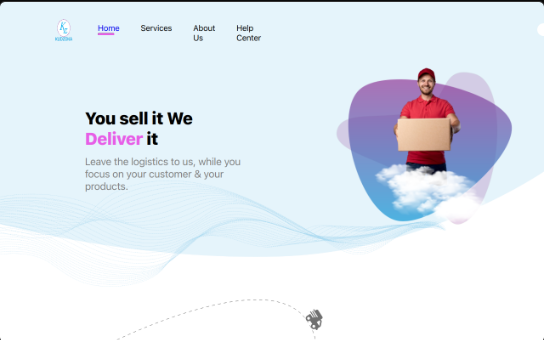 Home
Services
About
Us
Help
Center
You sell it We
Deliver it
Leave the logistics to us, while you
focus on your customer & your
products.